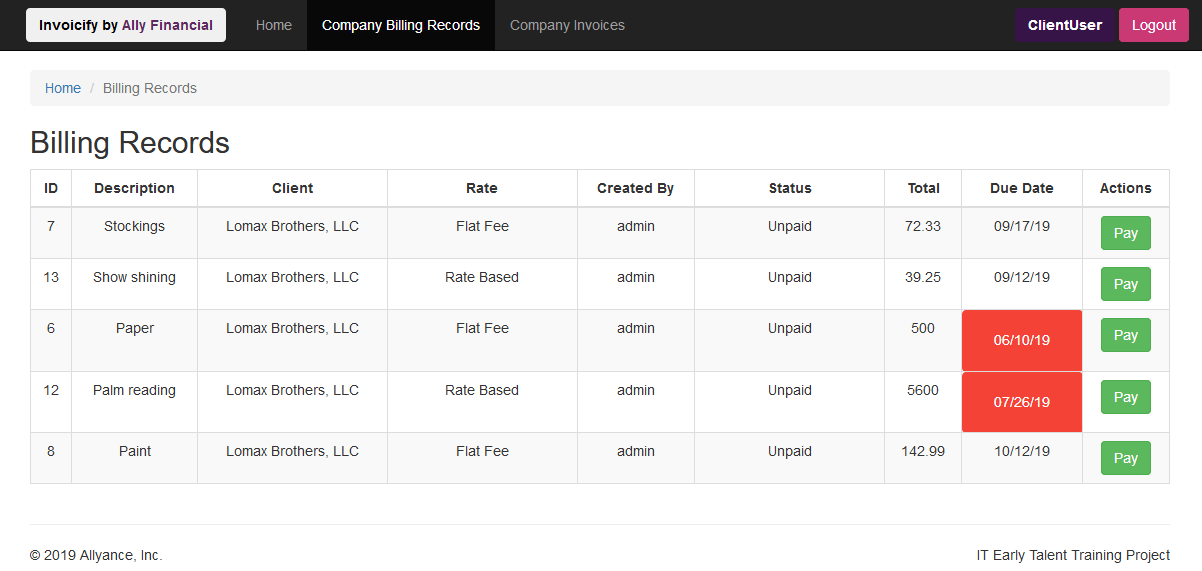 Invoicify by Ally Financial Home Company Billing Records Company Invoices ClientUser Logout
Home / Billing Records
Billing Records
ID Description Client Rate Created By Status Total Due Date Actions
7 Stockings Lomax Brothers, LLC Flat Fee admin Unpaid 72.33 09/17/19 Pay
13 Show shining Lomax Brothers, LLC Rate Based admin Unpaid 39.25 09/12/19 Pay
6 Paper Lomax Brothers, LLC Flat Fee admin Unpaid 500 06/10/19 Pay
12 Palm reading Lomax Brothers, LLC Rate Based admin Unpaid 5600 07/26/19 Pay
8 Paint Lomax Brothers, LLC Flat Fee admin Unpaid 142.99 10/12/19 Pay
© 2019 Allyance, Inc. IT Early Talent Training Project